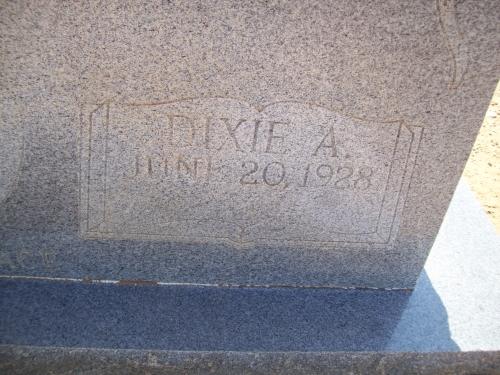 DIXIE A.
JUNE 20, 1928